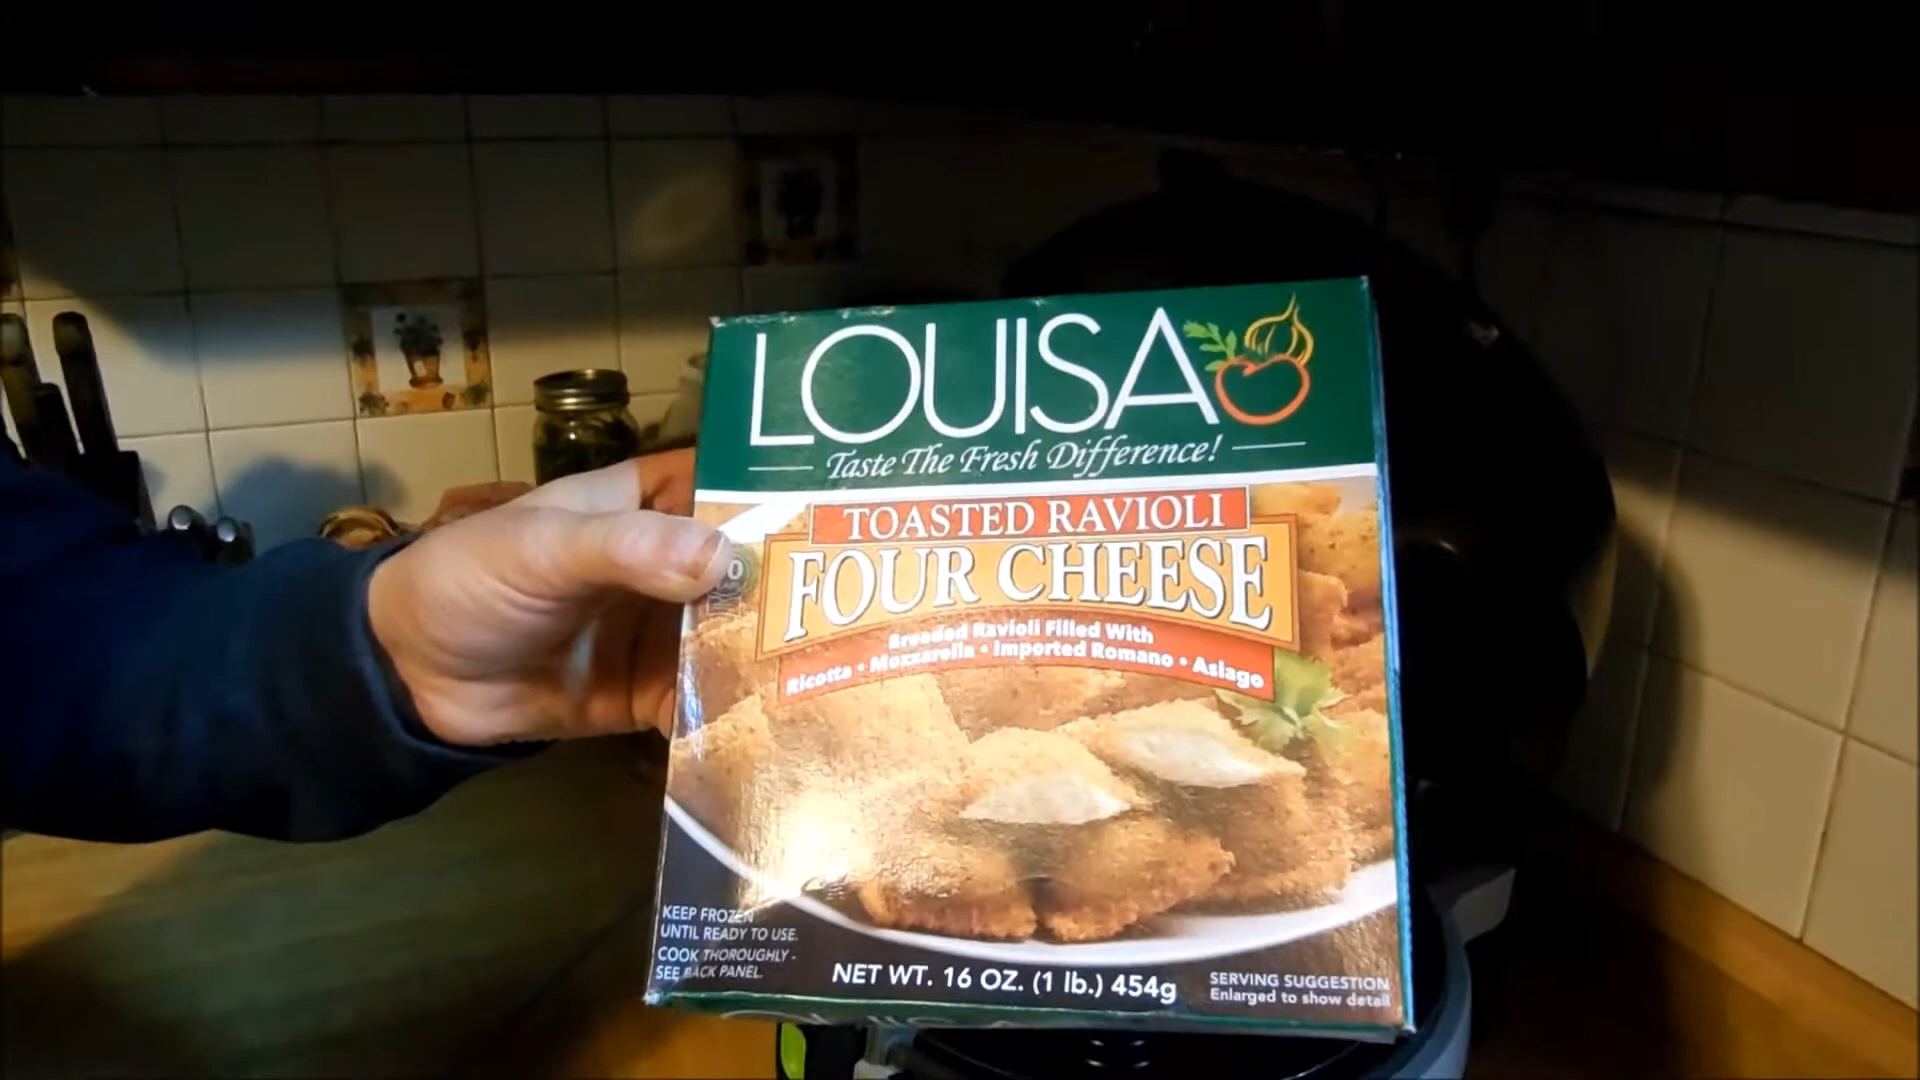 LOUISA
Taste The Fresh Difference!
TOASTED RAVIOLI
FOUR CHEESE
Breaded Ravioli Filled With
Ricotta • Mozzarella • Imported Romano • Asiago
KEEP FROZEN
UNTIL READY TO USE.
COOK THOROUGHLY -
SEE BACK PANEL.
NET WT. 16 OZ. (1 lb.) 454g
SERVING SUGGESTION
Enlarged to show detail